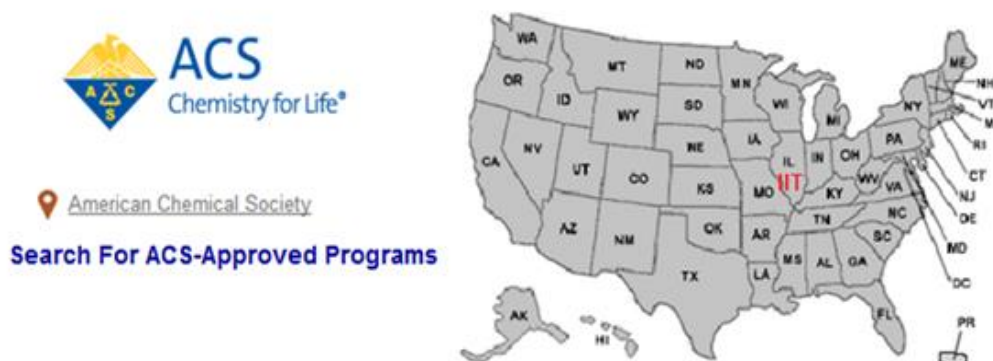 ACS
Chemistry for Life®
A C S
American Chemical Society
Search For ACS-Approved Programs
WA
MT
ND
MN
ME
OR
ID
SD
WI
NH
VT
WY
MI
NY
M
RI
IA
PA
NE
NV
IL
IN
OH
CT
CA
UT
CO
IIT
WV
NJ
KS
MO
KY
VA
DE
NC
TN
AZ
NM
OK
AR
SC
MD
MS
AL
GA
DC
TX
LA
AK
HI
FL
PR